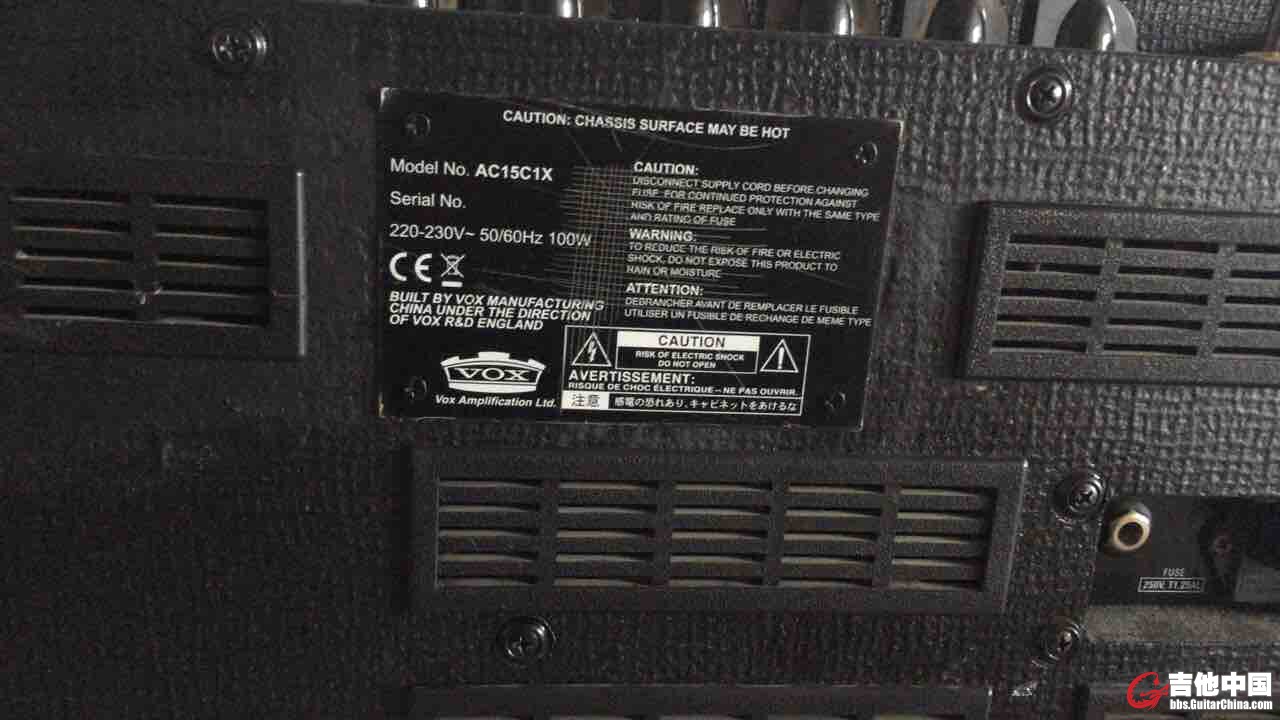 CAUTION: CHASSIS SURFACE MAY BE HOT
Model No. AC15C1X
Serial No.
220-230V~ 50/60Hz 100W
CE
BUILT BY VOX MANUFACTURING
CHINA UNDER THE DIRECTION
OF VOX R&D ENGLAND
VOX
Vox Amplification Ltd.
CAUTION:
DISCONNECT SUPPLY CORD BEFORE CHANGING
FUSE. FOR CONTINUED PROTECTION AGAINST
RISK OF FIRE REPLACE ONLY WITH THE SAME TYPE
AND RATING OF FUSE
WARNING:
TO REDUCE THE RISK OF FIRE OR ELECTRIC
SHOCK, DO NOT EXPOSE THIS PRODUCT TO
RAIN OR MOISTURE
ATTENTION:
DEBRANCHER AVANT DE REMPLACER LE FUSIBLE
UTILISER UN FUSIBLE DE RECHANGE DE MEME TYPE
CAUTION
RISK OF ELECTRIC SHOCK
DO NOT OPEN
AVERTISSEMENT:
RISQUE DE CHOC ÉLECTRIQUE – NE PAS OUVRIR.
注意 感電の恐れあり、キャビネットをあけるな
FUSE
250V, T1.25AL
吉他中国
bbs.GuitarChina.com